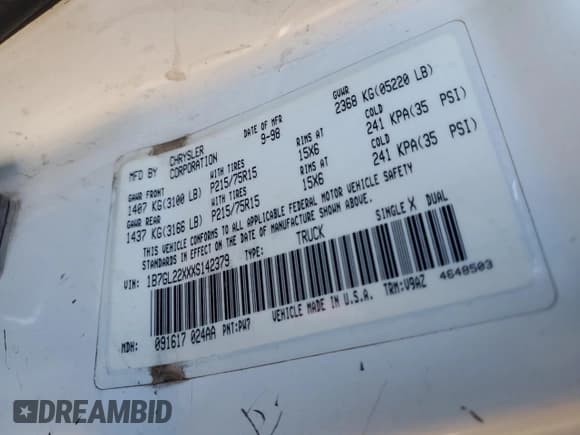 MFD BY CHRYSLER CORPORATION DATE OF MFR 9-98 GVWR 2368 KG(05220 LB)
GAWR FRONT WITH TIRES RIMS AT COLD
1407 KG(3100 LB) P215/75R15 15X6 241 KPA(35 PSI)
GAWR REAR WITH TIRES RIMS AT COLD
1437 KG(3168 LB) P215/75R15 15X6 241 KPA(35 PSI)
THIS VEHICLE CONFORMS TO ALL APPLICABLE FEDERAL MOTOR VEHICLE SAFETY
STANDARDS IN EFFECT ON THE DATE OF MANUFACTURE SHOWN ABOVE.
VIN: 1B7GL22XXXS142379 TYPE: TRUCK SINGLE X DUAL
MDH: 091617 024AA PNT:PW7 VEHICLE MADE IN U.S.A. TRM:V9AZ 4648503
DREAMBID